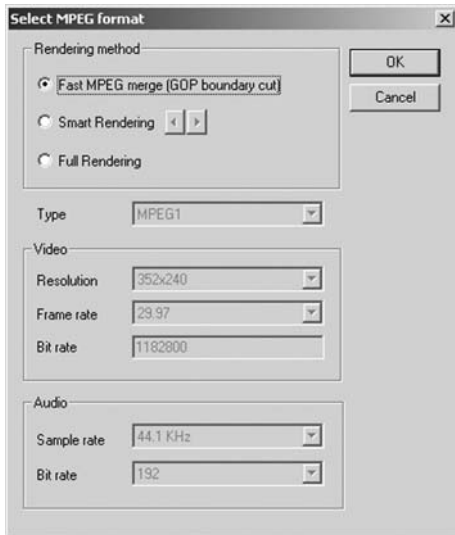 Select MPEG format
Rendering method
Fast MPEG merge (GOP boundary cut)
Smart Rendering
Full Rendering
OK
Cancel
Type MPEG1
Video
Resolution 352x240
Frame rate 29.97
Bit rate 1182800
Audio
Sample rate 44.1 KHz
Bit rate 192